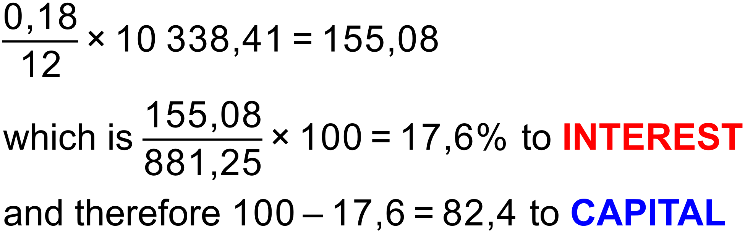 0,18/12 × 10 338,41 = 155,08
which is 155,08/881,25 × 100 = 17,6% to INTEREST
and therefore 100 – 17,6 = 82,4 to CAPITAL